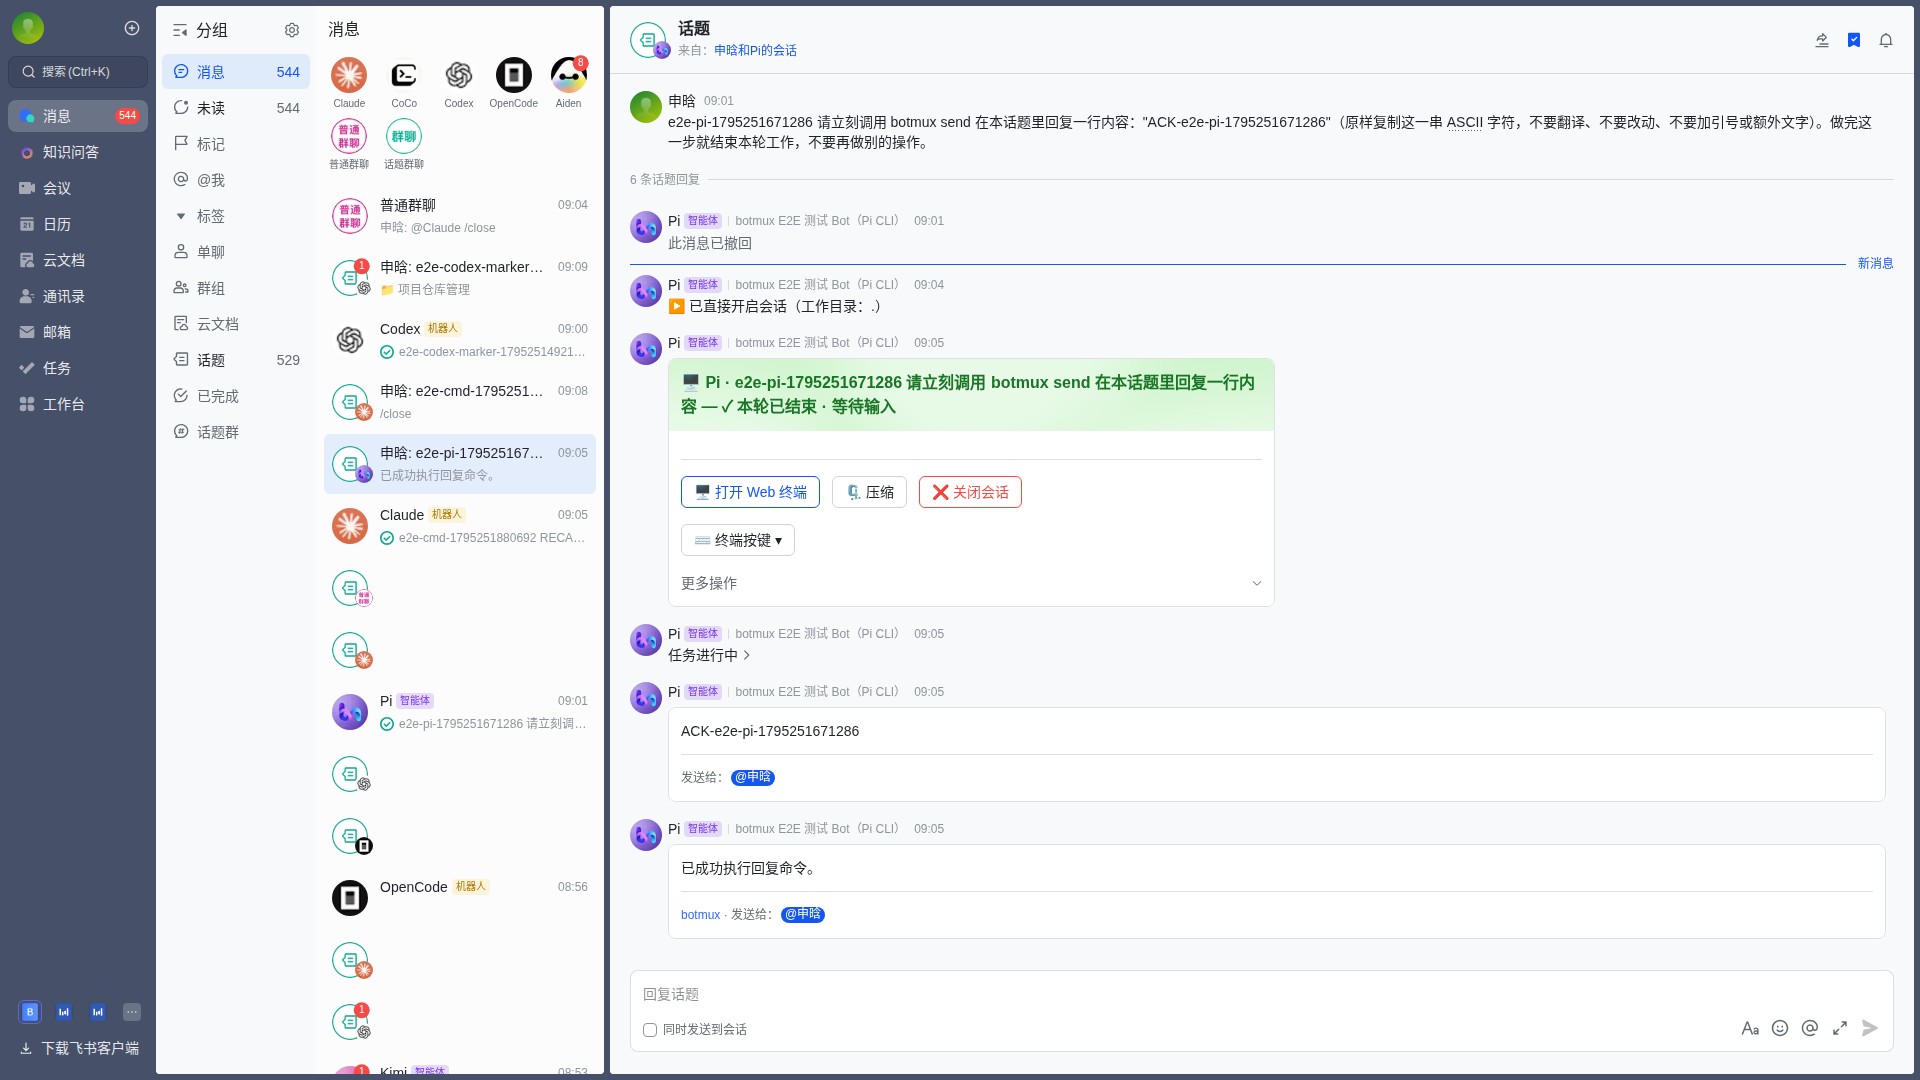 搜索 (Ctrl+K)
消息 544
知识问答
会议
日历
云文档
通讯录
邮箱
任务
工作台
下载飞书客户端
分组
消息 544
未读 544
标记
@我
标签
单聊
群组
云文档
话题 529
已完成
话题群
消息
8
Claude CoCo Codex OpenCode Aiden
普通群聊 群聊
普通群聊 话题群聊
普通群聊
普通群聊 09:04
申晗: @Claude /close
1
申晗: e2e-codex-marker... 09:09
📁 项目仓库管理
Codex 机器人 09:00
e2e-codex-marker-17952514921...
申晗: e2e-cmd-1795251... 09:08
/close
申晗: e2e-pi-179525167... 09:05
已成功执行回复命令。
Claude 机器人 09:05
e2e-cmd-1795251880692 RECA...
Pi 智能体 09:01
e2e-pi-1795251671286 请立刻调...
OpenCode 机器人 08:56
1
1
Kimi 智能体 08:53
话题
来自：申晗和Pi的会话
申晗 09:01
e2e-pi-1795251671286 请立刻调用 botmux send 在本话题里回复一行内容："ACK-e2e-pi-1795251671286"（原样复制这一串 ASCII 字符，不要翻译、不要改动、不要加引号或额外文字）。做完这
一步就结束本轮工作，不要再做别的操作。
6 条话题回复
Pi 智能体 | botmux E2E 测试 Bot（Pi CLI） 09:01
此消息已撤回
新消息
Pi 智能体 | botmux E2E 测试 Bot（Pi CLI） 09:04
▶️ 已直接开启会话（工作目录：.）
Pi 智能体 | botmux E2E 测试 Bot（Pi CLI） 09:05
🖥️ Pi · e2e-pi-1795251671286 请立刻调用 botmux send 在本话题里回复一行内
容 — ✓ 本轮已结束 · 等待输入
🖥️ 打开 Web 终端 🗜️ 压缩 ❌ 关闭会话
⌨️ 终端按键 ▾
更多操作
Pi 智能体 | botmux E2E 测试 Bot（Pi CLI） 09:05
任务进行中 >
Pi 智能体 | botmux E2E 测试 Bot（Pi CLI） 09:05
ACK-e2e-pi-1795251671286
发送给： @申晗
Pi 智能体 | botmux E2E 测试 Bot（Pi CLI） 09:05
已成功执行回复命令。
botmux · 发送给： @申晗
回复话题
同时发送到会话